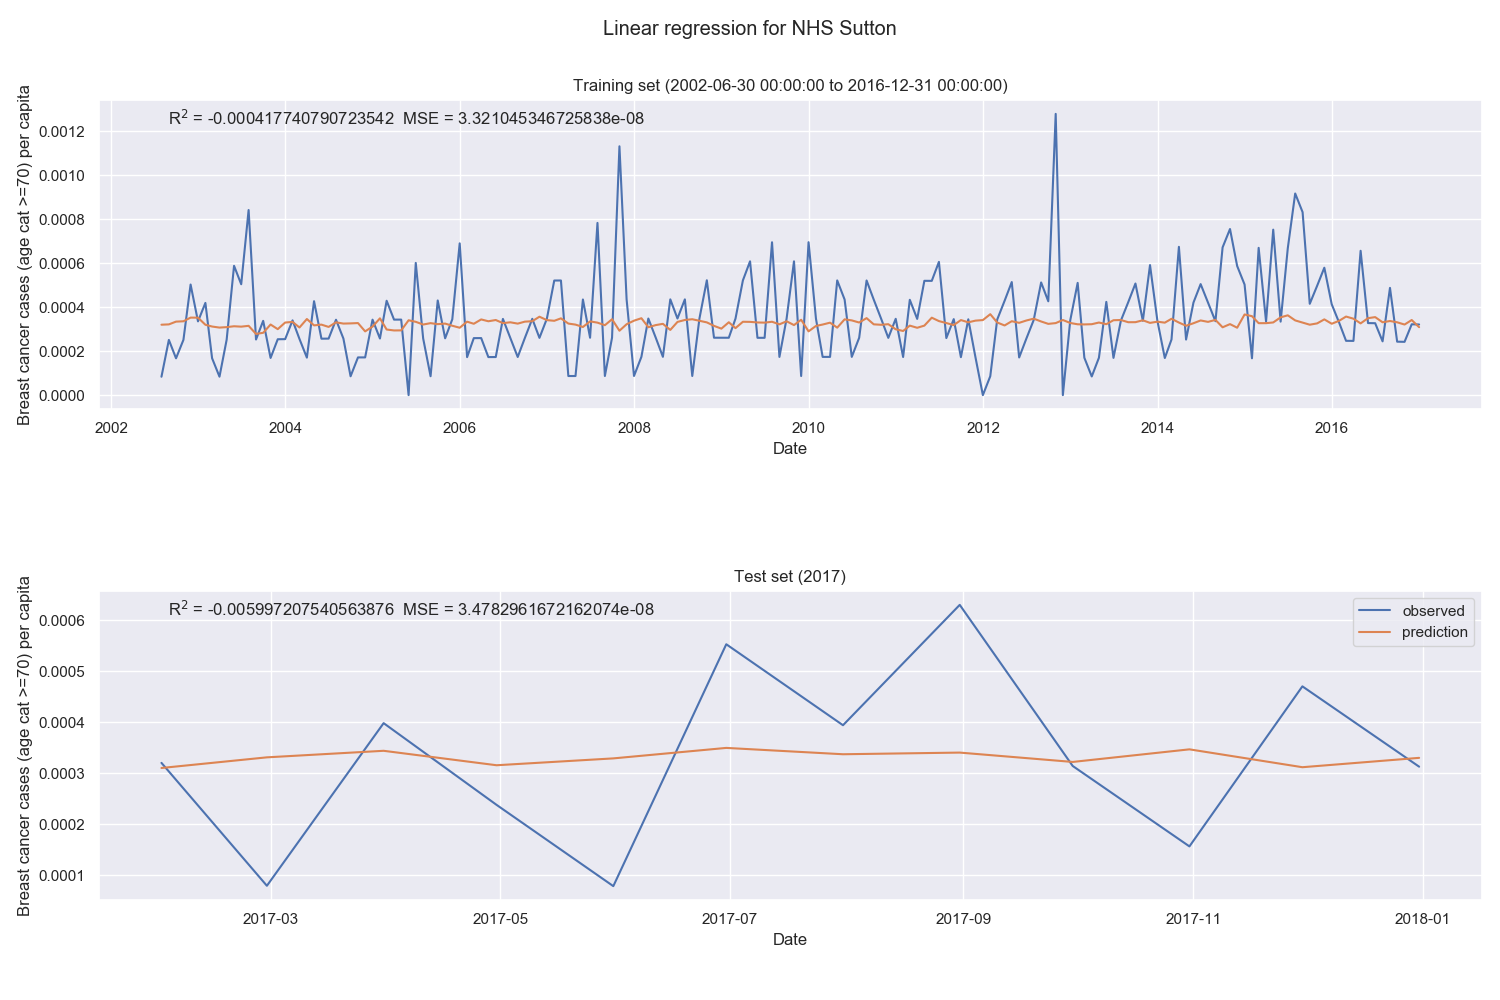 Linear regression for NHS Sutton
Training set (2002-06-30 00:00:00 to 2016-12-31 00:00:00)
R² = -0.000417740790723542  MSE = 3.321045346725838e-08
Breast cancer cases (age cat >=70) per capita
0.0012
0.0010
0.0008
0.0006
0.0004
0.0002
0.0000
2002
2004
2006
2008
2010
2012
2014
2016
Date
Test set (2017)
R² = -0.005997207540563876  MSE = 3.4782961672162074e-08
observed
prediction
Breast cancer cases (age cat >=70) per capita
0.0006
0.0005
0.0004
0.0003
0.0002
0.0001
2017-03
2017-05
2017-07
2017-09
2017-11
2018-01
Date